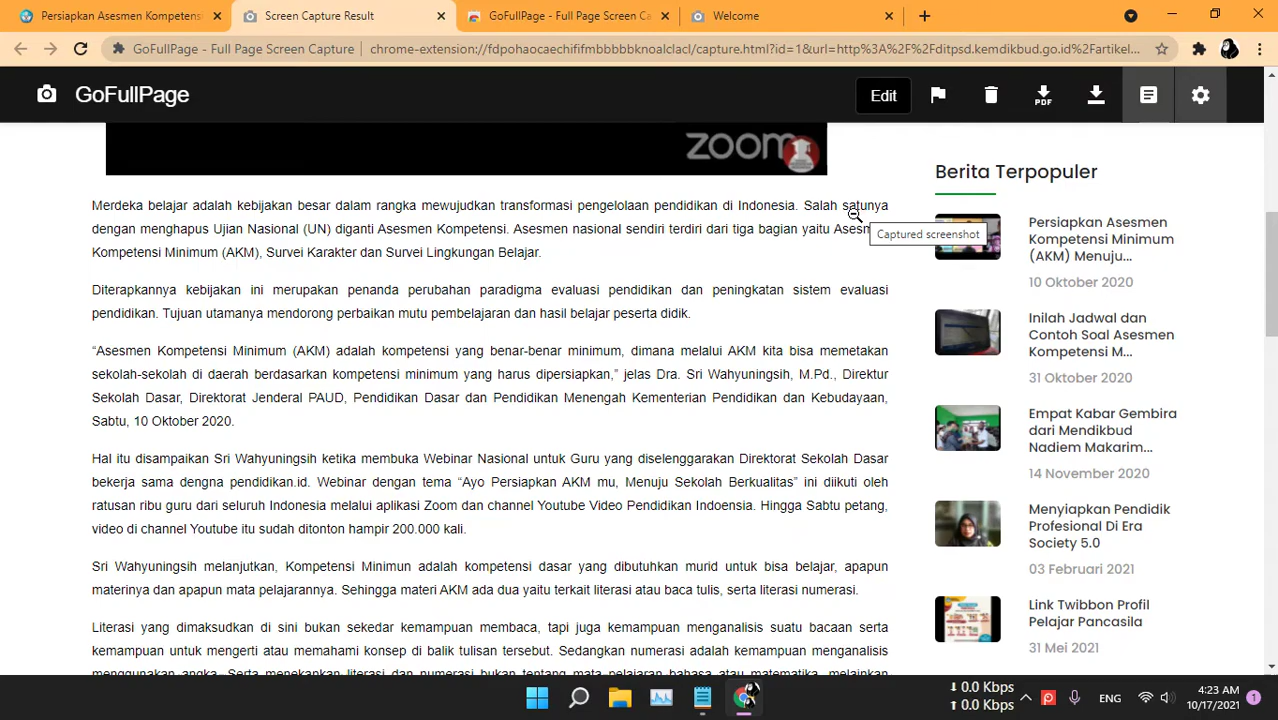 Persiapkan Asesmen Kompetens
Screen Capture Result
GoFullPage - Full Page Screen Ca
Welcome
GoFullPage - Full Page Screen Capture
chrome-extension://fdpohaocaechififmbbbbbknoalclacl/capture.html?id=1&url=http%3A%2F%2Fditpsd.kemdikbud.go.id%2Fartikel...
GoFullPage
Edit
PDF
zoom
Merdeka belajar adalah kebijakan besar dalam rangka mewujudkan transformasi pengelolaan pendidikan di Indonesia. Salah satunya
dengan menghapus Ujian Nasional (UN) diganti Asesmen Kompetensi. Asesmen nasional sendiri terdiri dari tiga bagian yaitu Asesm
Kompetensi Minimum (AKM), Survei Karakter dan Survei Lingkungan Belajar.
Diterapkannya kebijakan ini merupakan penanda perubahan paradigma evaluasi pendidikan dan peningkatan sistem evaluasi
pendidikan. Tujuan utamanya mendorong perbaikan mutu pembelajaran dan hasil belajar peserta didik.
“Asesmen Kompetensi Minimum (AKM) adalah kompetensi yang benar-benar minimum, dimana melalui AKM kita bisa memetakan
sekolah-sekolah di daerah berdasarkan kompetensi minimum yang harus dipersiapkan,” jelas Dra. Sri Wahyuningsih, M.Pd., Direktur
Sekolah Dasar, Direktorat Jenderal PAUD, Pendidikan Dasar dan Pendidikan Menengah Kementerian Pendidikan dan Kebudayaan,
Sabtu, 10 Oktober 2020.
Hal itu disampaikan Sri Wahyuningsih ketika membuka Webinar Nasional untuk Guru yang diselenggarakan Direktorat Sekolah Dasar
bekerja sama dengna pendidikan.id. Webinar dengan tema “Ayo Persiapkan AKM mu, Menuju Sekolah Berkualitas” ini diikuti oleh
ratusan ribu guru dari seluruh Indonesia melalui aplikasi Zoom dan channel Youtube Video Pendidikan Indoensia. Hingga Sabtu petang,
video di channel Youtube itu sudah ditonton hampir 200.000 kali.
Sri Wahyuningsih melanjutkan, Kompetensi Minimun adalah kompetensi dasar yang dibutuhkan murid untuk bisa belajar, apapun
materinya dan apapun mata pelajarannya. Sehingga materi AKM ada dua yaitu terkait literasi atau baca tulis, serta literasi numerasi.
Literasi yang dimaksudkan di ini bukan sekedar kemampuan membaca tapi juga kemampuan menganalisis suatu bacaan serta
kemampuan untuk mengerti atau memahami konsep di balik tulisan tersebut. Sedangkan numerasi adalah kemampuan menganalisis
menggunakan angka. Serta menekankan literasi dan numerasi bukan tentang mata pelajaran bahasa atau matematika, melainkan
Captured screenshot
Berita Terpopuler
Persiapkan Asesmen
Kompetensi Minimum
(AKM) Menuju...
10 Oktober 2020
Inilah Jadwal dan
Contoh Soal Asesmen
Kompetensi M...
31 Oktober 2020
Empat Kabar Gembira
dari Mendikbud
Nadiem Makarim...
14 November 2020
Menyiapkan Pendidik
Profesional Di Era
Society 5.0
03 Februari 2021
Link Twibbon Profil
Pelajar Pancasila
31 Mei 2021
0.0 Kbps
0.0 Kbps
ENG
4:23 AM
10/17/2021
1